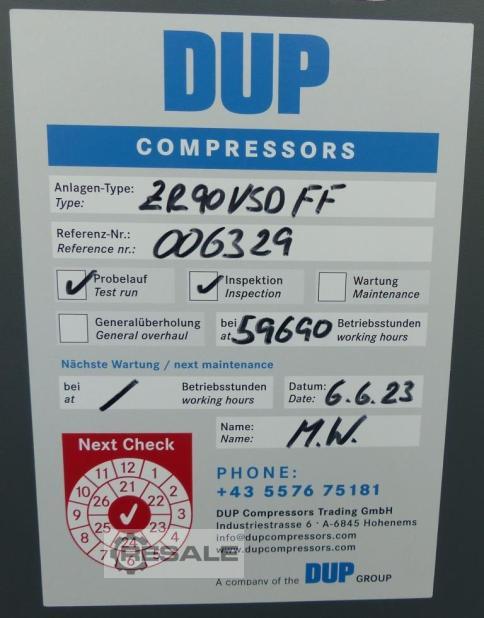 DUP
COMPRESSORS
Anlagen-Type: ZR90VSD FF
Type:
Referenz-Nr.: 006329
Reference nr.:
Probelauf Inspektion Wartung
Test run Inspection Maintenance
Generalüberholung bei 59690 Betriebsstunden
General overhaul at working hours
Nächste Wartung / next maintenance
bei / Betriebsstunden Datum: 6.6.23
at working hours Date:
Name: M.W.
Name:
Next Check
11 12 1
10 26 21 2
9 22 3
8 25 23 4
7 24 5
6
PHONE:
+43 5576 75181
DUP Compressors Trading GmbH
Industriestrasse 6 · A-6845 Hohenems
info@dupcompressors.com
www.dupcompressors.com
RESALE
A company of the DUP GROUP